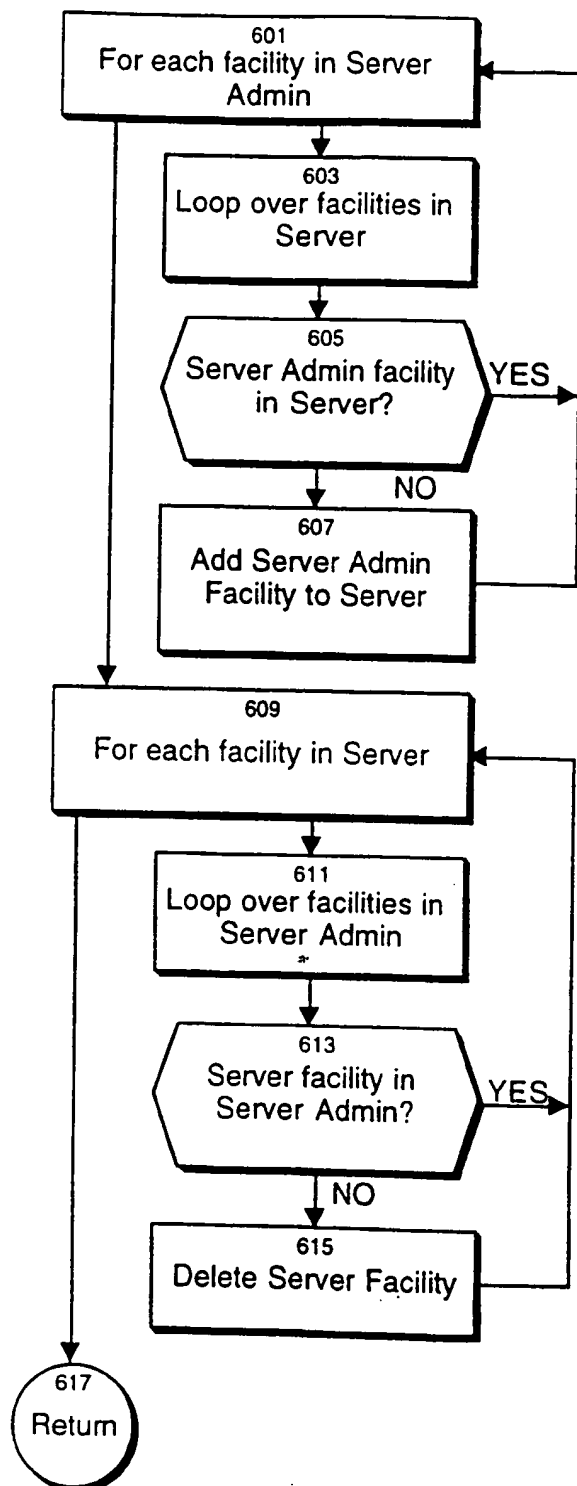 601
For each facility in Server
Admin
603
Loop over facilities in
Server
605
Server Admin facility
in Server?
YES
NO
607
Add Server Admin
Facility to Server
609
For each facility in Server
611
Loop over facilities in
Server Admin
613
Server facility in
Server Admin?
YES
NO
615
Delete Server Facility
617
Return